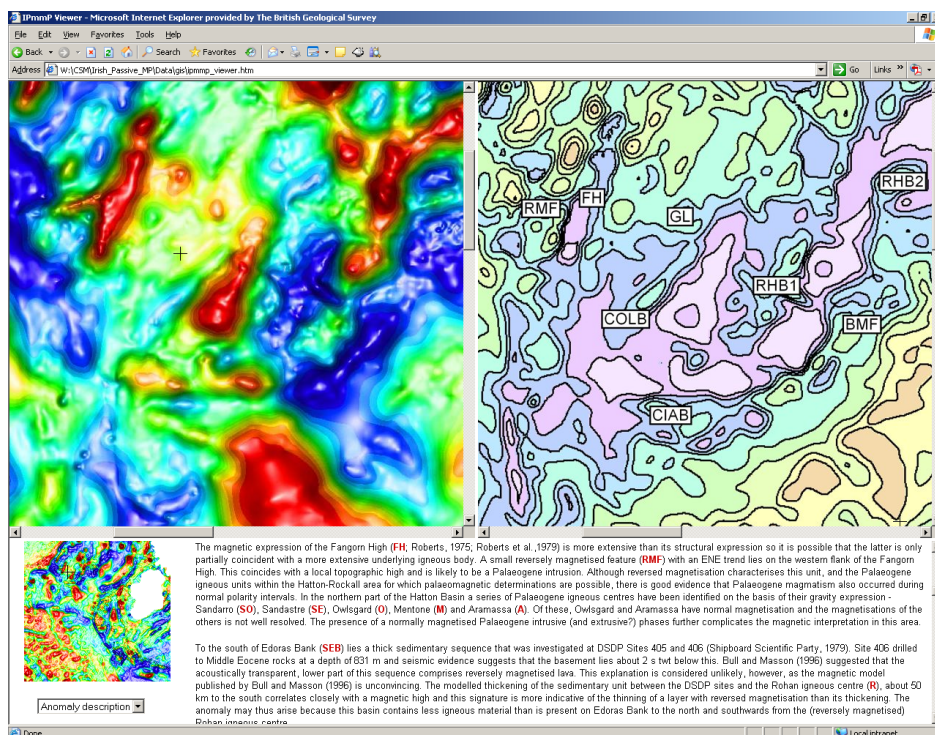 IPmmP Viewer - Microsoft Internet Explorer provided by The British Geological Survey
File Edit View Favorites Tools Help
Back Search Favorites
Address W:\CSM\Irish_Passive_MP\Data\gis\ipmmp_viewer.htm Go Links »
RHB2
FH
RMF
GL
RHB1
COLB
BMF
CIAB
The magnetic expression of the Fangorn High (FH; Roberts, 1975; Roberts et al.,1979) is more extensive than its structural expression so it is possible that the latter is only
partially coincident with a more extensive underlying igneous body. A small reversely magnetised feature (RMF) with an ENE trend lies on the western flank of the Fangorn
High. This coincides with a local topographic high and is likely to be a Palaeogene intrusion. Although reversed magnetisation characterises this unit, and the Palaeogene
igneous units within the Hatton-Rockall area for which palaeomagnetic determinations are possible, there is good evidence that Palaeogene magmatism also occurred during
normal polarity intervals. In the northern part of the Hatton Basin a series of Palaeogene igneous centres have been identified on the basis of their gravity expression -
Sandarro (SO), Sandastre (SE), Owlsgard (O), Mentone (M) and Aramassa (A). Of these, Owlsgard and Aramassa have normal magnetisation and the magnetisations of the
others is not well resolved. The presence of a normally magnetised Palaeogene intrusive (and extrusive?) phases further complicates the magnetic interpretation in this area.
To the south of Edoras Bank (SEB) lies a thick sedimentary sequence that was investigated at DSDP Sites 405 and 406 (Shipboard Scientific Party, 1979). Site 406 drilled
to Middle Eocene rocks at a depth of 831 m and seismic evidence suggests that the basement lies about 2 s twt below this. Bull and Masson (1996) suggested that the
acoustically transparent, lower part of this sequence comprises reversely magnetised lava. This explanation is considered unlikely, however, as the magnetic model
published by Bull and Masson (1996) is unconvincing. The modelled thickening of the sedimentary unit between the DSDP sites and the Rohan igneous centre (R), about 50
km to the south correlates closely with a magnetic high and this signature is more indicative of the thinning of a layer with reversed magnetisation than its thickening. The
anomaly may thus arise because this basin contains less igneous material than is present on Edoras Bank to the north and southwards from the (reversely magnetised)
Rohan igneous centre
Anomaly description
Done Local intranet